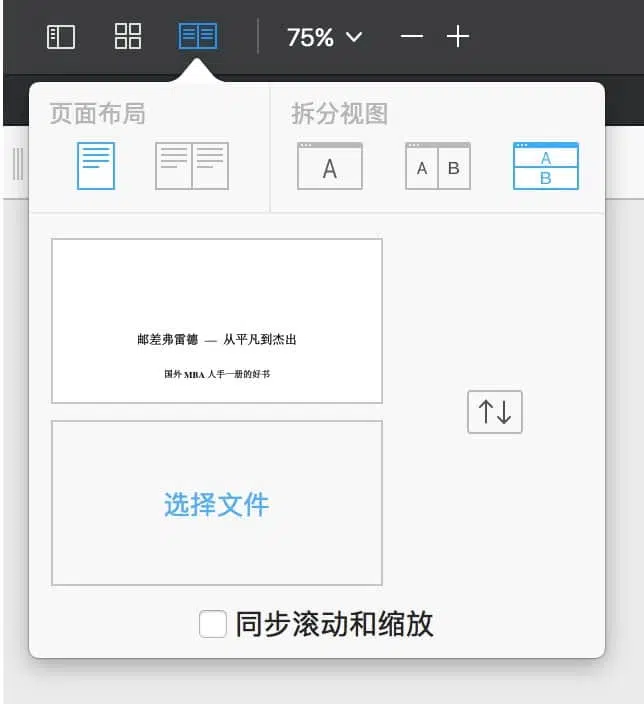 75%
页面布局
拆分视图
A
A B
A
B
邮差弗雷德 — 从平凡到杰出
国外 MBA 人手一册的好书
选择文件
同步滚动和缩放